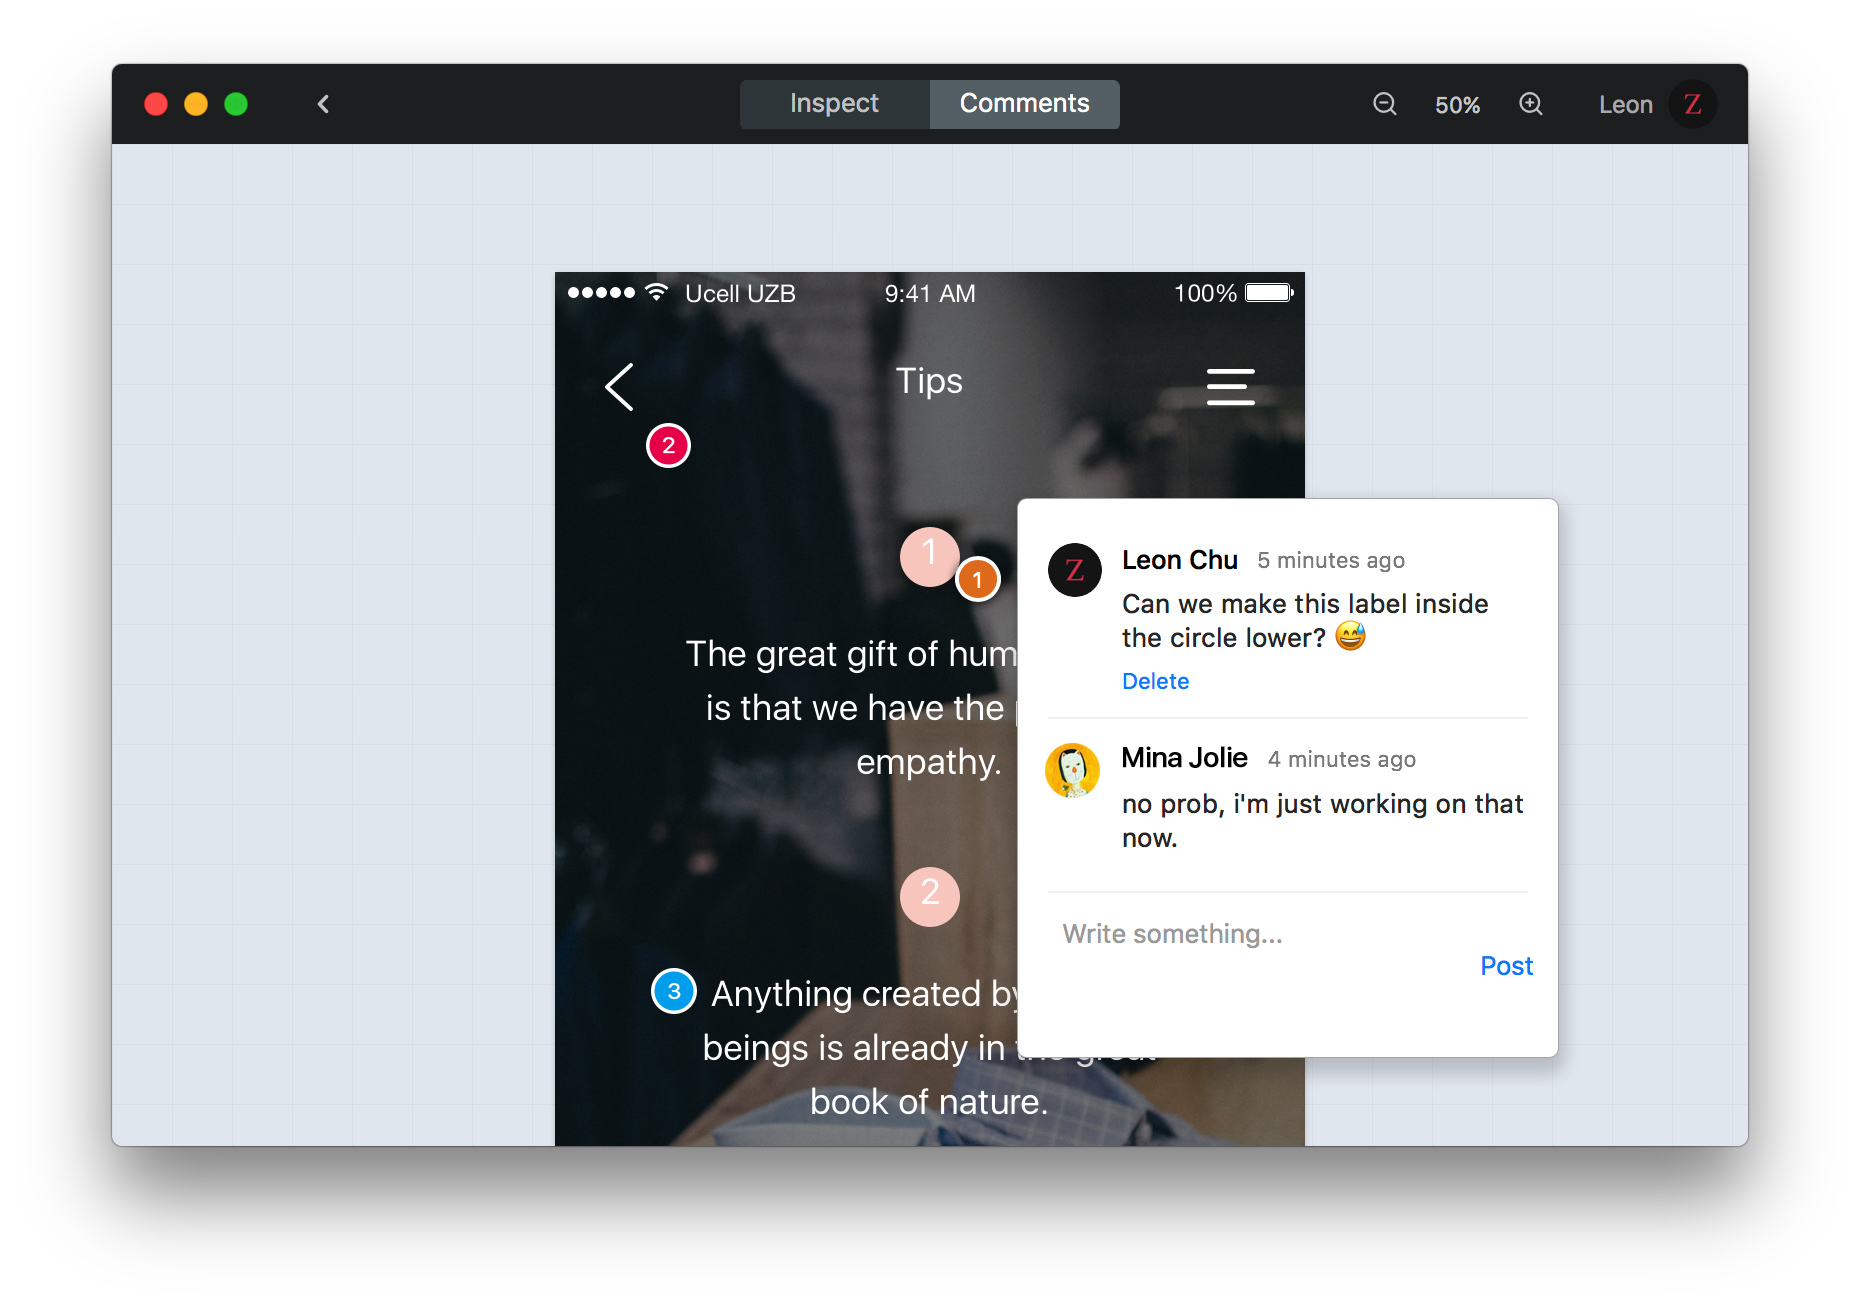 Inspect Comments 50% Leon Z
Ucell UZB 9:41 AM 100%
Tips
2
1
1
The great gift of hum
is that we have the
empathy.
2
3
Anything created by
beings is already in the great
book of nature.
Z
Leon Chu 5 minutes ago
Can we make this label inside
the circle lower? 😅
Delete
Mina Jolie 4 minutes ago
no prob, i'm just working on that
now.
Write something...
Post